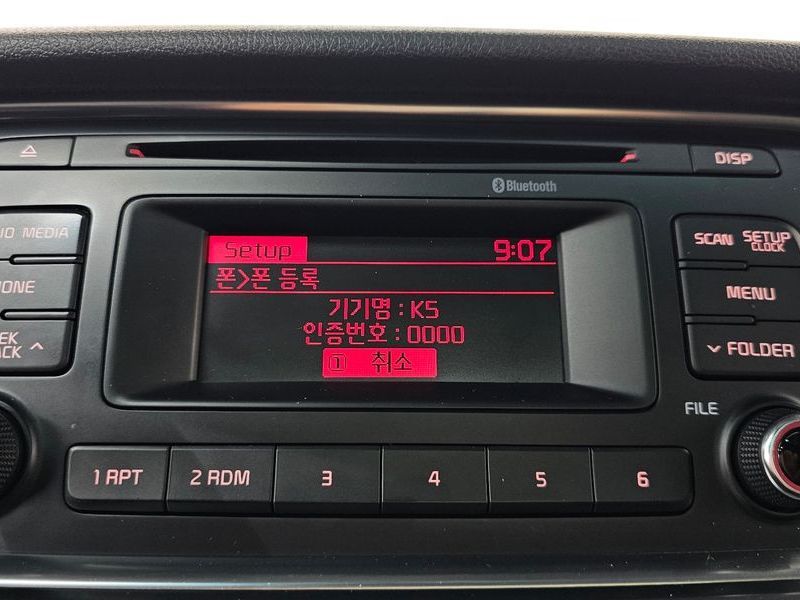 DISP
Bluetooth
MEDIA
SCAN
SETUP
CLOCK
Setup 9:07
폰>폰 등록
MENU
기기명 : K5
인증번호 : 0000
① 취소
FOLDER
FILE
1 RPT 2 RDM 3 4 5 6